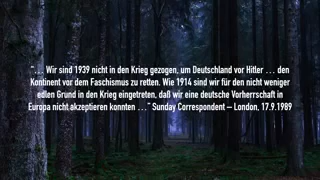 "... Wir sind 1939 nicht in den Krieg gezogen, um Deutschland vor Hitler ... den
Kontinent vor dem Faschismus zu retten. Wie 1914 sind wir für den nicht weniger
edlen Grund in den Krieg eingetreten, daß wir eine deutsche Vorherrschaft in
Europa nicht akzeptieren konnten ..." Sunday Correspondent – London, 17.9.1989